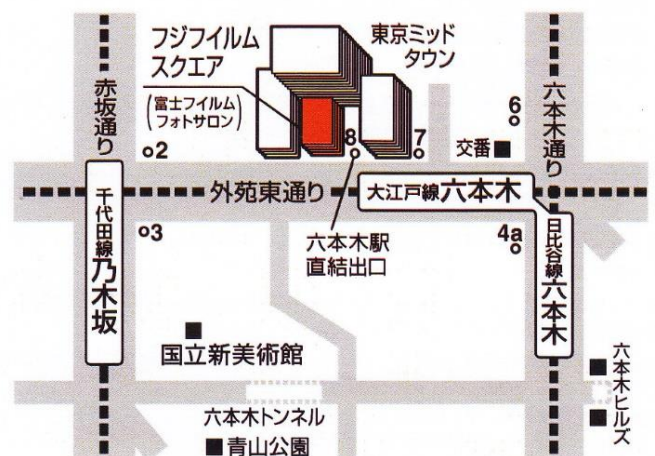 フジフイルム
スクエア
(富士フイルム
フォトサロン)
東京ミッド
タウン
赤坂通り
六本木通り
6
8
7
交番
2
外苑東通り
大江戸線六本木
千代田線乃木坂
3
六本木駅
直結出口
4a
日比谷線六本木
国立新美術館
六本木トンネル
青山公園
六本木ヒルズ